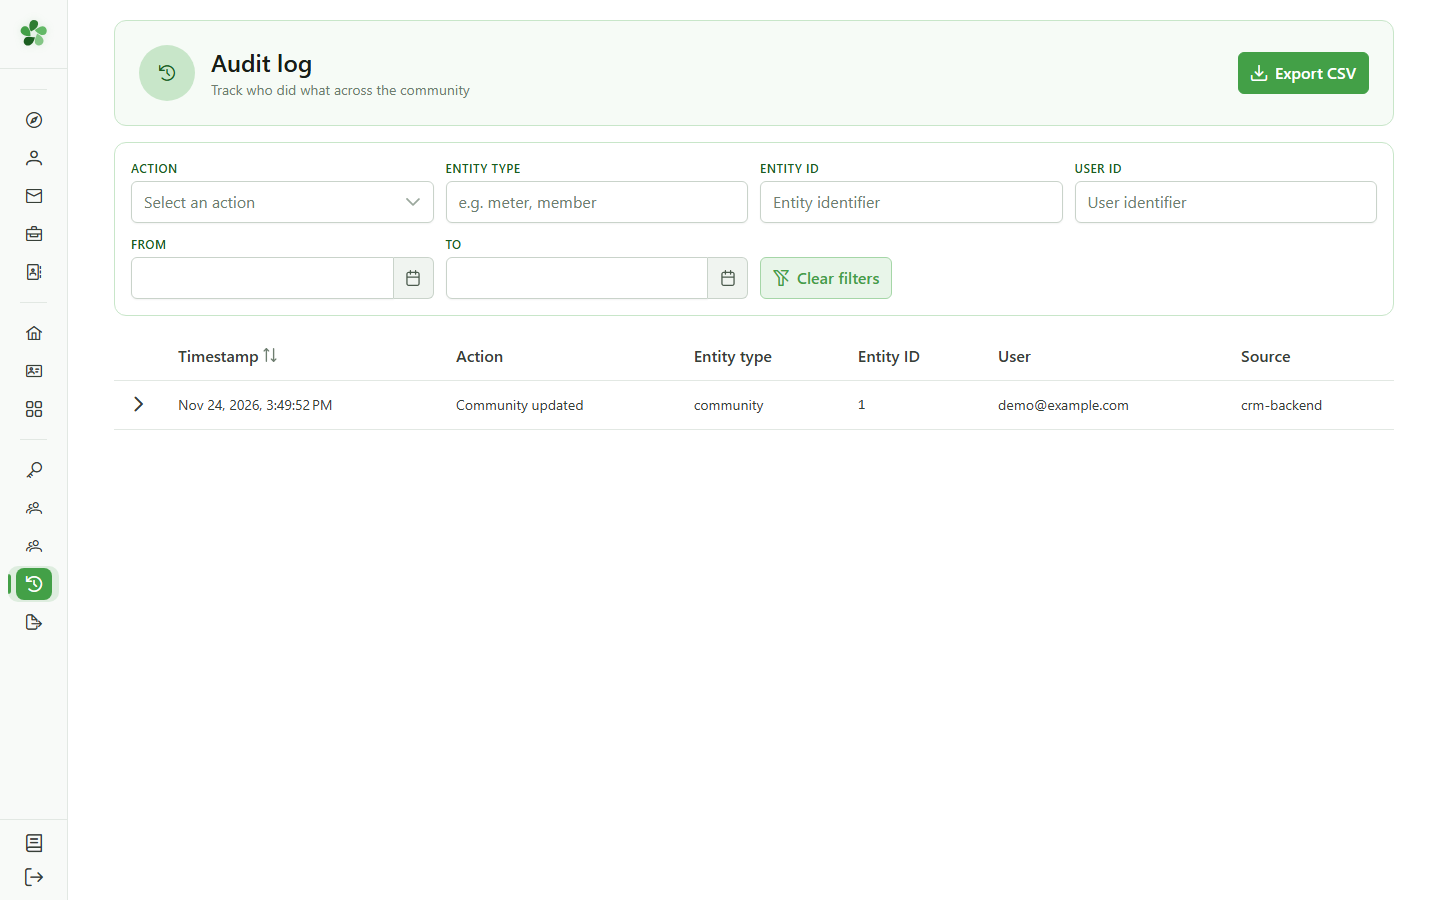 Audit log
Track who did what across the community
Export CSV
ACTION
ENTITY TYPE
ENTITY ID
USER ID
Select an action
e.g. meter, member
Entity identifier
User identifier
FROM
TO
Clear filters
Timestamp
Action
Entity type
Entity ID
User
Source
Nov 24, 2026, 3:49:52 PM
Community updated
community
1
demo@example.com
crm-backend